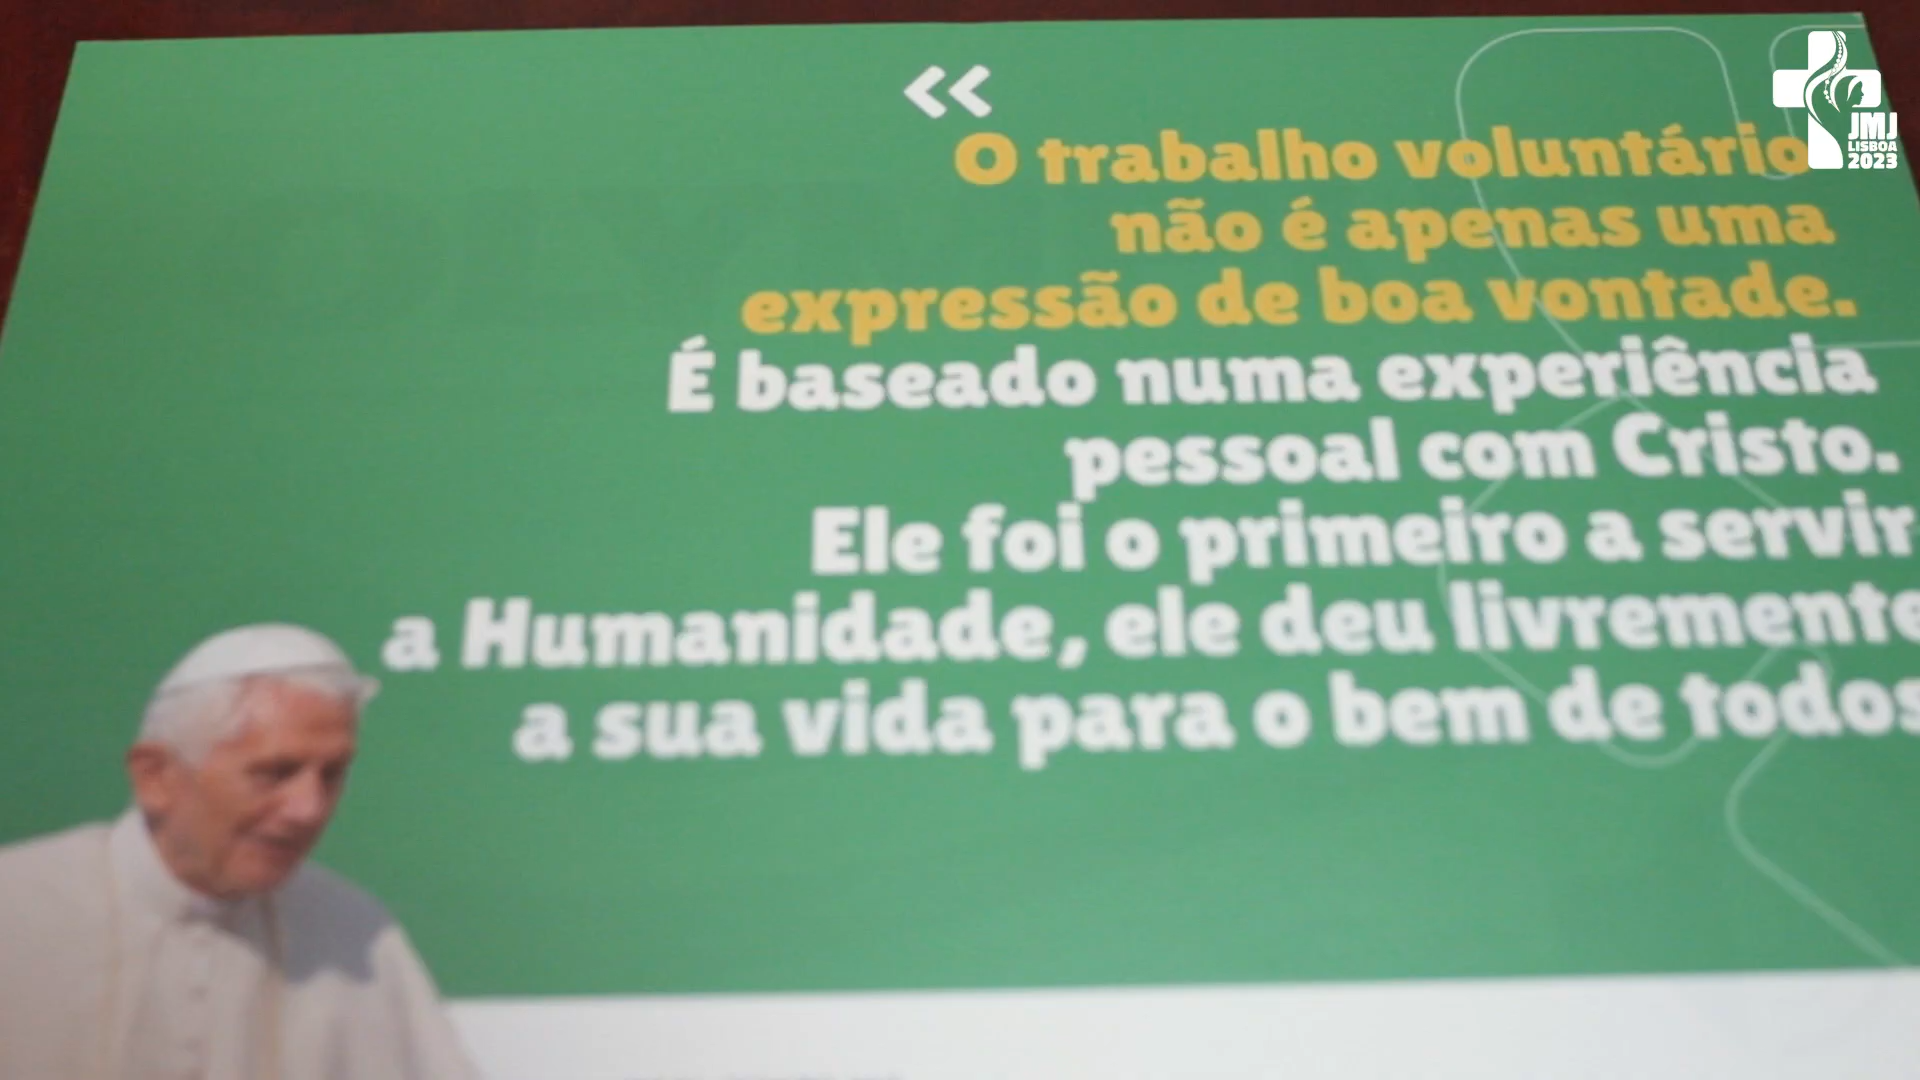 «
O trabalho voluntário
não é apenas uma
expressão de boa vontade.
É baseado numa experiência
pessoal com Cristo.
Ele foi o primeiro a servir
a Humanidade, ele deu livremente
a sua vida para o bem de todos
JMJ
LISBOA
2023